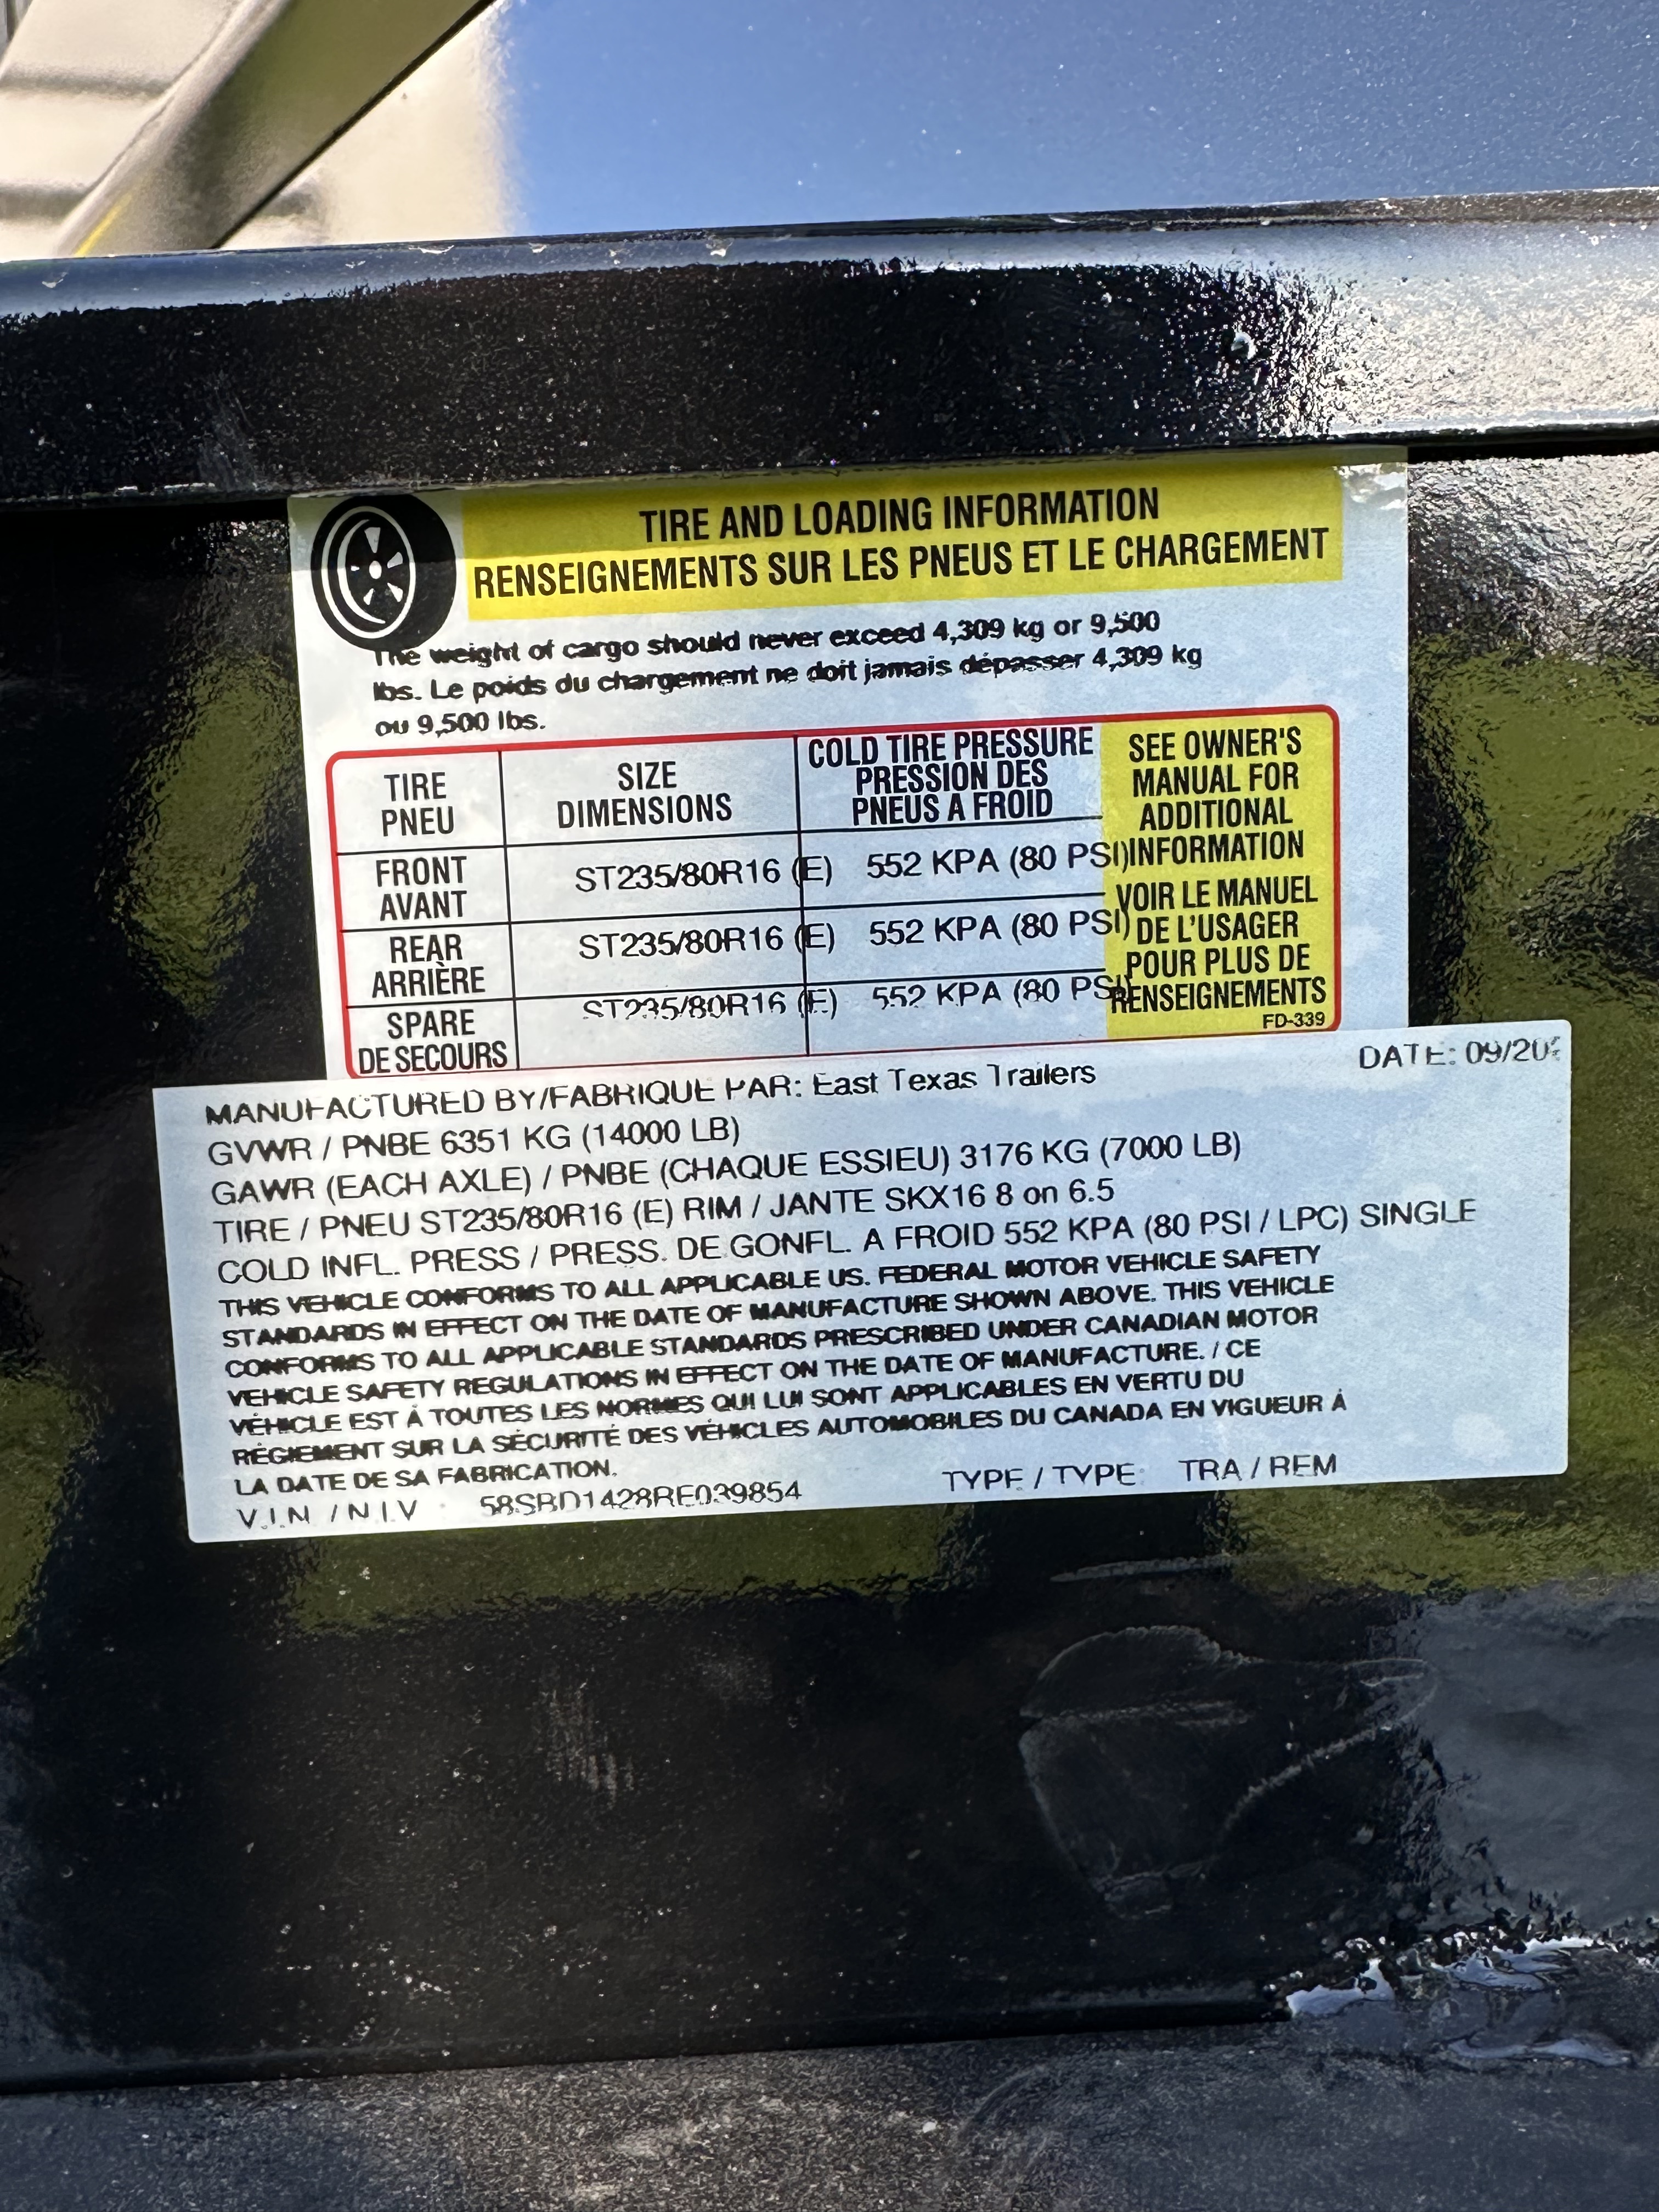 TIRE AND LOADING INFORMATION
RENSEIGNEMENTS SUR LES PNEUS ET LE CHARGEMENT
The weight of cargo should never exceed 4,309 kg or 9,500
lbs. Le poids du chargement ne doit jamais dépasser 4,309 kg
ou 9,500 lbs.
TIRE
PNEU
SIZE
DIMENSIONS
COLD TIRE PRESSURE
PRESSION DES
PNEUS A FROID
FRONT
AVANT
ST235/80R16 (E)
552 KPA (80 PSI)
REAR
ARRIÈRE
ST235/80R16 (E)
552 KPA (80 PSI)
SPARE
DE SECOURS
ST235/80R16 (E)
552 KPA (80 PSI)
SEE OWNER'S
MANUAL FOR
ADDITIONAL
INFORMATION
VOIR LE MANUEL
DE L'USAGER
POUR PLUS DE
RENSEIGNEMENTS
FD-339
MANUFACTURED BY/FABRIQUE PAR: East Texas Trailers
DATE: 09/20
GVWR / PNBE 6351 KG (14000 LB)
GAWR (EACH AXLE) / PNBE (CHAQUE ESSIEU) 3176 KG (7000 LB)
TIRE / PNEU ST235/80R16 (E) RIM / JANTE SKX16 8 on 6.5
COLD INFL. PRESS / PRESS. DE GONFL. A FROID 552 KPA (80 PSI / LPC) SINGLE
THIS VEHICLE CONFORMS TO ALL APPLICABLE US. FEDERAL MOTOR VEHICLE SAFETY
STANDARDS IN EFFECT ON THE DATE OF MANUFACTURE SHOWN ABOVE. THIS VEHICLE
CONFORMS TO ALL APPLICABLE STANDARDS PRESCRIBED UNDER CANADIAN MOTOR
VEHICLE SAFETY REGULATIONS IN EFFECT ON THE DATE OF MANUFACTURE. / CE
VÉHICLE EST À TOUTES LES NORMES QUI LUI SONT APPLICABLES EN VERTU DU
RÈGIEMENT SUR LA SÉCURITÉ DES VÉHICLES AUTOMOBILES DU CANADA EN VIGUEUR À
LA DATE DE SA FABRICATION.
V.I.N / N.I.V 58SBD1428RE039854
TYPE / TYPE: TRA / REM